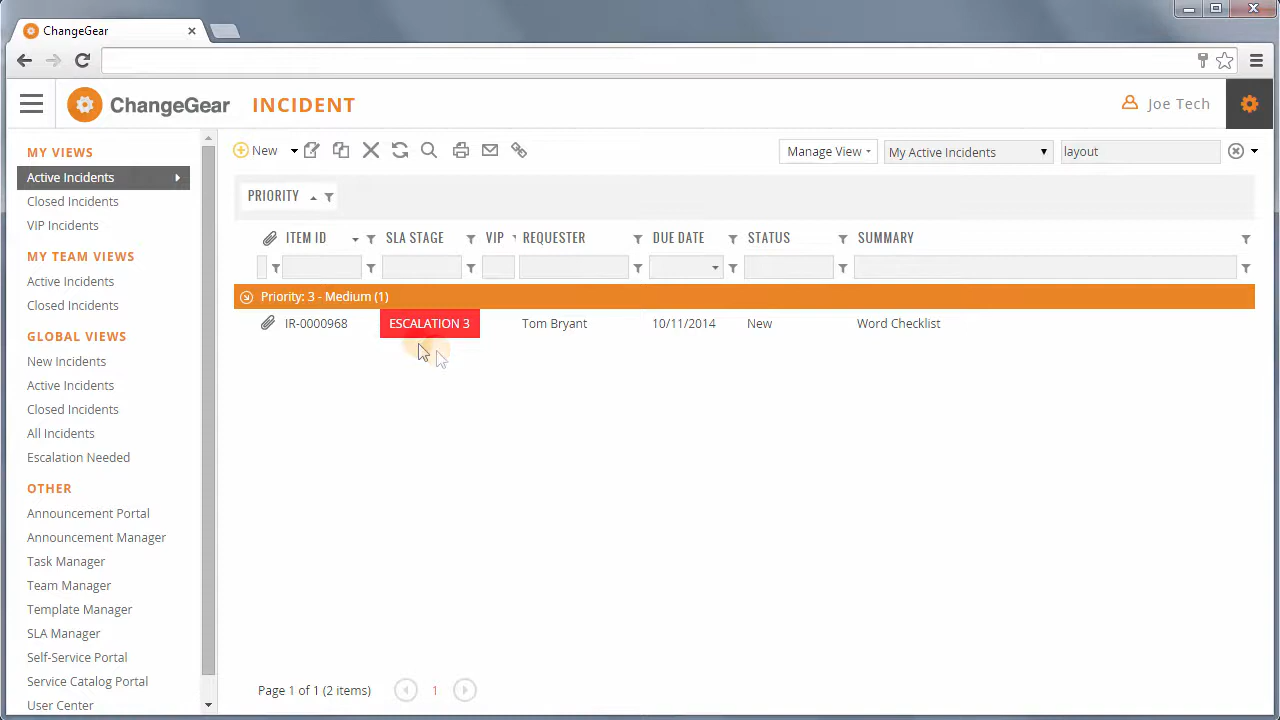 ChangeGear
ChangeGear INCIDENT Joe Tech
MY VIEWS
Active Incidents
Closed Incidents
VIP Incidents
MY TEAM VIEWS
Active Incidents
Closed Incidents
GLOBAL VIEWS
New Incidents
Active Incidents
Closed Incidents
All Incidents
Escalation Needed
OTHER
Announcement Portal
Announcement Manager
Task Manager
Team Manager
Template Manager
SLA Manager
Self-Service Portal
Service Catalog Portal
User Center
New Manage View My Active Incidents layout
PRIORITY
ITEM ID SLA STAGE VIP REQUESTER DUE DATE STATUS SUMMARY
Priority: 3 - Medium (1)
IR-0000968 ESCALATION 3 Tom Bryant 10/11/2014 New Word Checklist
Page 1 of 1 (2 items) 1